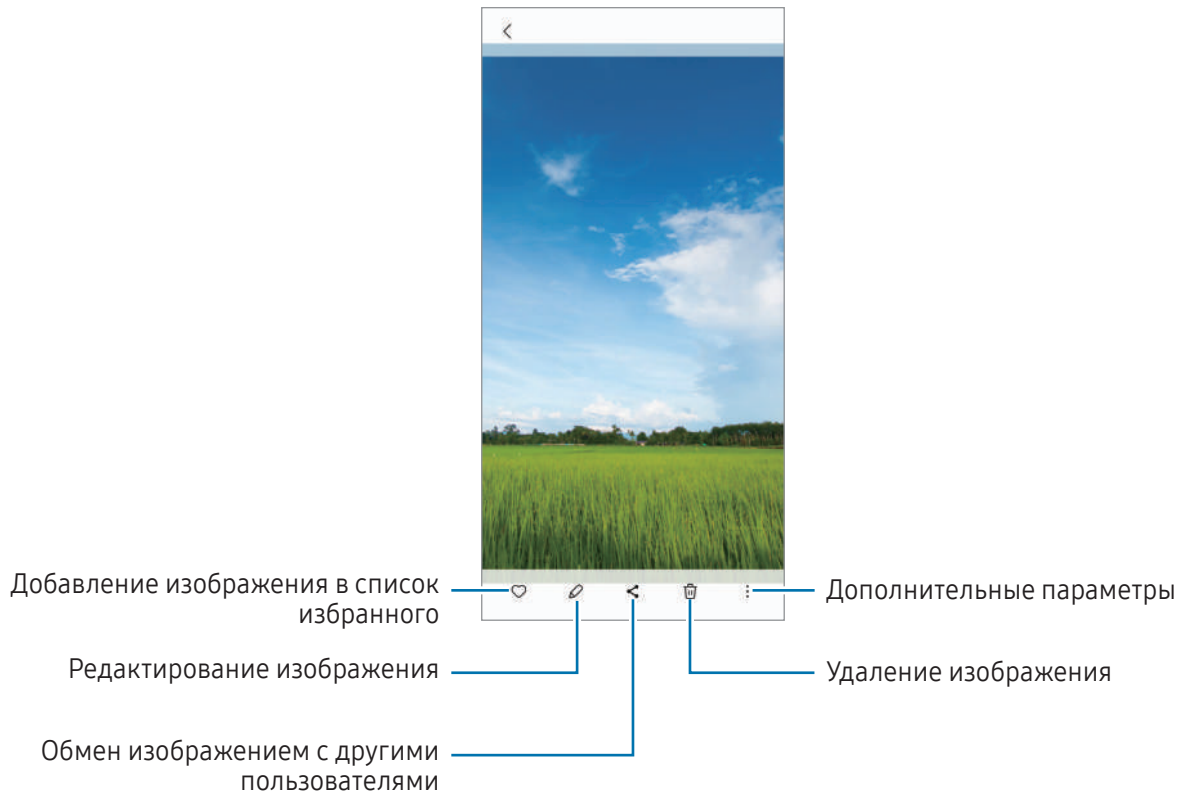 Добавление изображения в список
избранного
Редактирование изображения
Обмен изображением с другими
пользователями
Дополнительные параметры
Удаление изображения